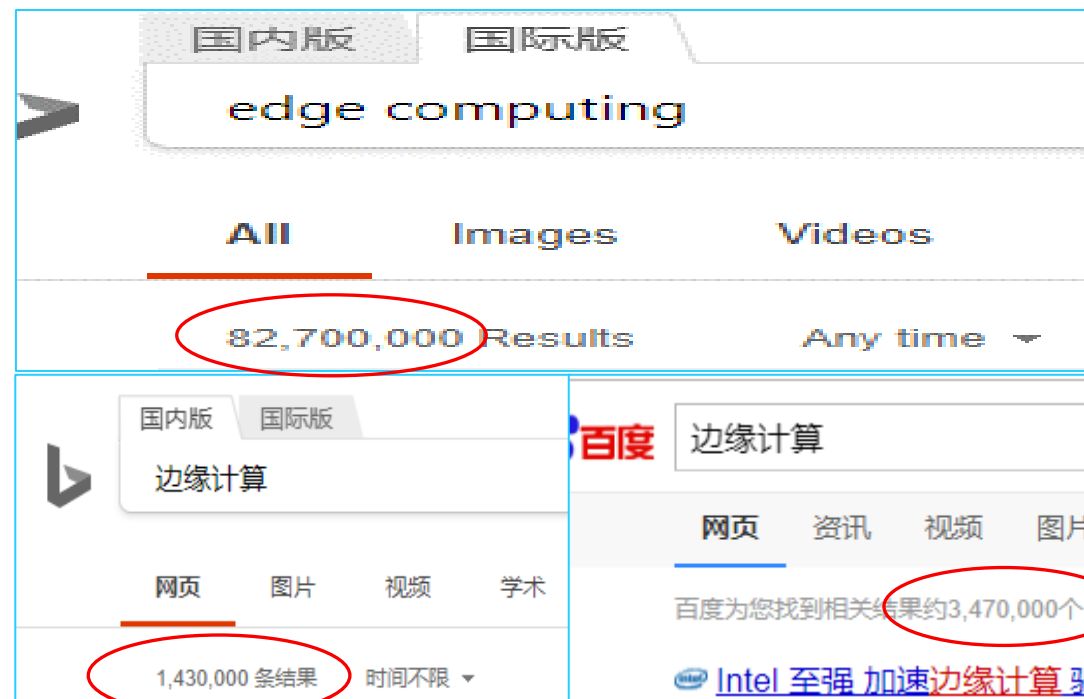 国内版 国际版
edge computing
All Images Videos
82,700,000 Results Any time
国内版 国际版
边缘计算
网页 图片 视频 学术
1,430,000 条结果 时间不限
百度 边缘计算
网页 资讯 视频 图片
百度为您找到相关结果约3,470,000个
Intel 至强 加速边缘计算